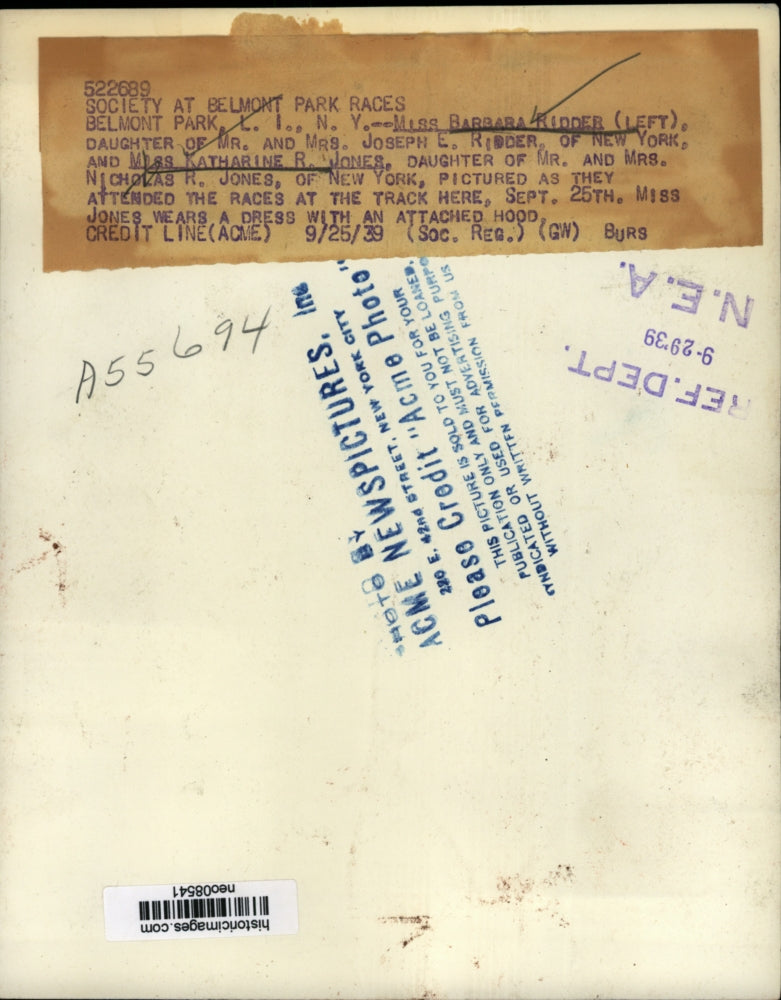 522689
SOCIETY AT BELMONT PARK RACES
BELMONT PARK, L. I., N. Y.--MISS BARBARA RIDDER (LEFT),
DAUGHTER OF MR. AND MRS. JOSEPH E. RIDDER, OF NEW YORK,
AND MISS KATHARINE R. JONES, DAUGHTER OF MR. AND MRS.
NICHOLAS R. JONES, OF NEW YORK, PICTURED AS THEY
ATTENDED THE RACES AT THE TRACK HERE, SEPT. 25TH. MISS
JONES WEARS A DRESS WITH AN ATTACHED HOOD.
CREDIT LINE(ACME) 9/25/39 (SOC. REG.) (GW) BURS
A55694
PHOTO BY
ACME NEWSPICTURES, Inc
220 E. 42nd STREET, NEW YORK CITY
Please Credit "Acme Photo"
THIS PICTURE IS SOLD TO YOU FOR YOUR
PUBLICATION ONLY AND MUST NOT BE LOANED,
SYNDICATED OR USED FOR ADVERTISING PURPO
WITHOUT WRITTEN PERMISSION FROM US
REF. DEPT.
9-29'39
N.E.A.
historicimages.com
neo08541